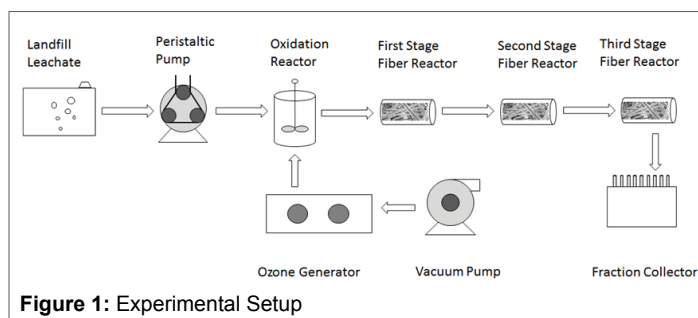 Landfill
Leachate
Peristaltic
Pump
Oxidation
Reactor
First Stage
Fiber Reactor
Second Stage
Fiber Reactor
Third Stage
Fiber Reactor
Ozone Generator
Vacuum Pump
Fraction Collector
Figure 1: Experimental Setup